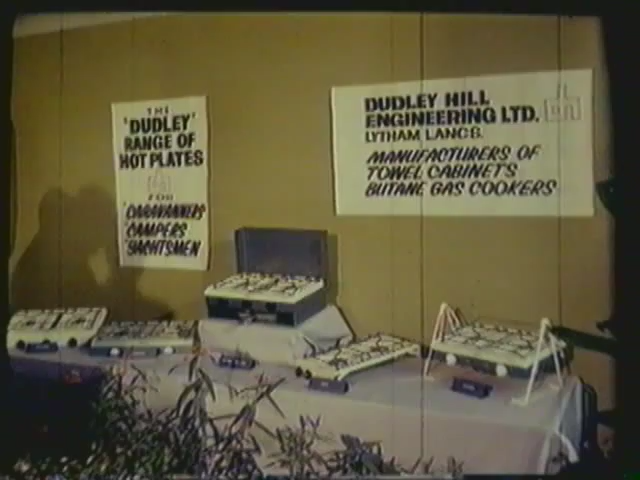 THE
'DUDLEY'
RANGE OF
HOT PLATES
FOR
'CARAVANNERS
'CAMPERS
'YACHTSMEN
DUDLEY HILL
ENGINEERING LTD.
LYTHAM LANCS.
MANUFACTURERS OF
TOWEL CABINETS
BUTANE GAS COOKERS